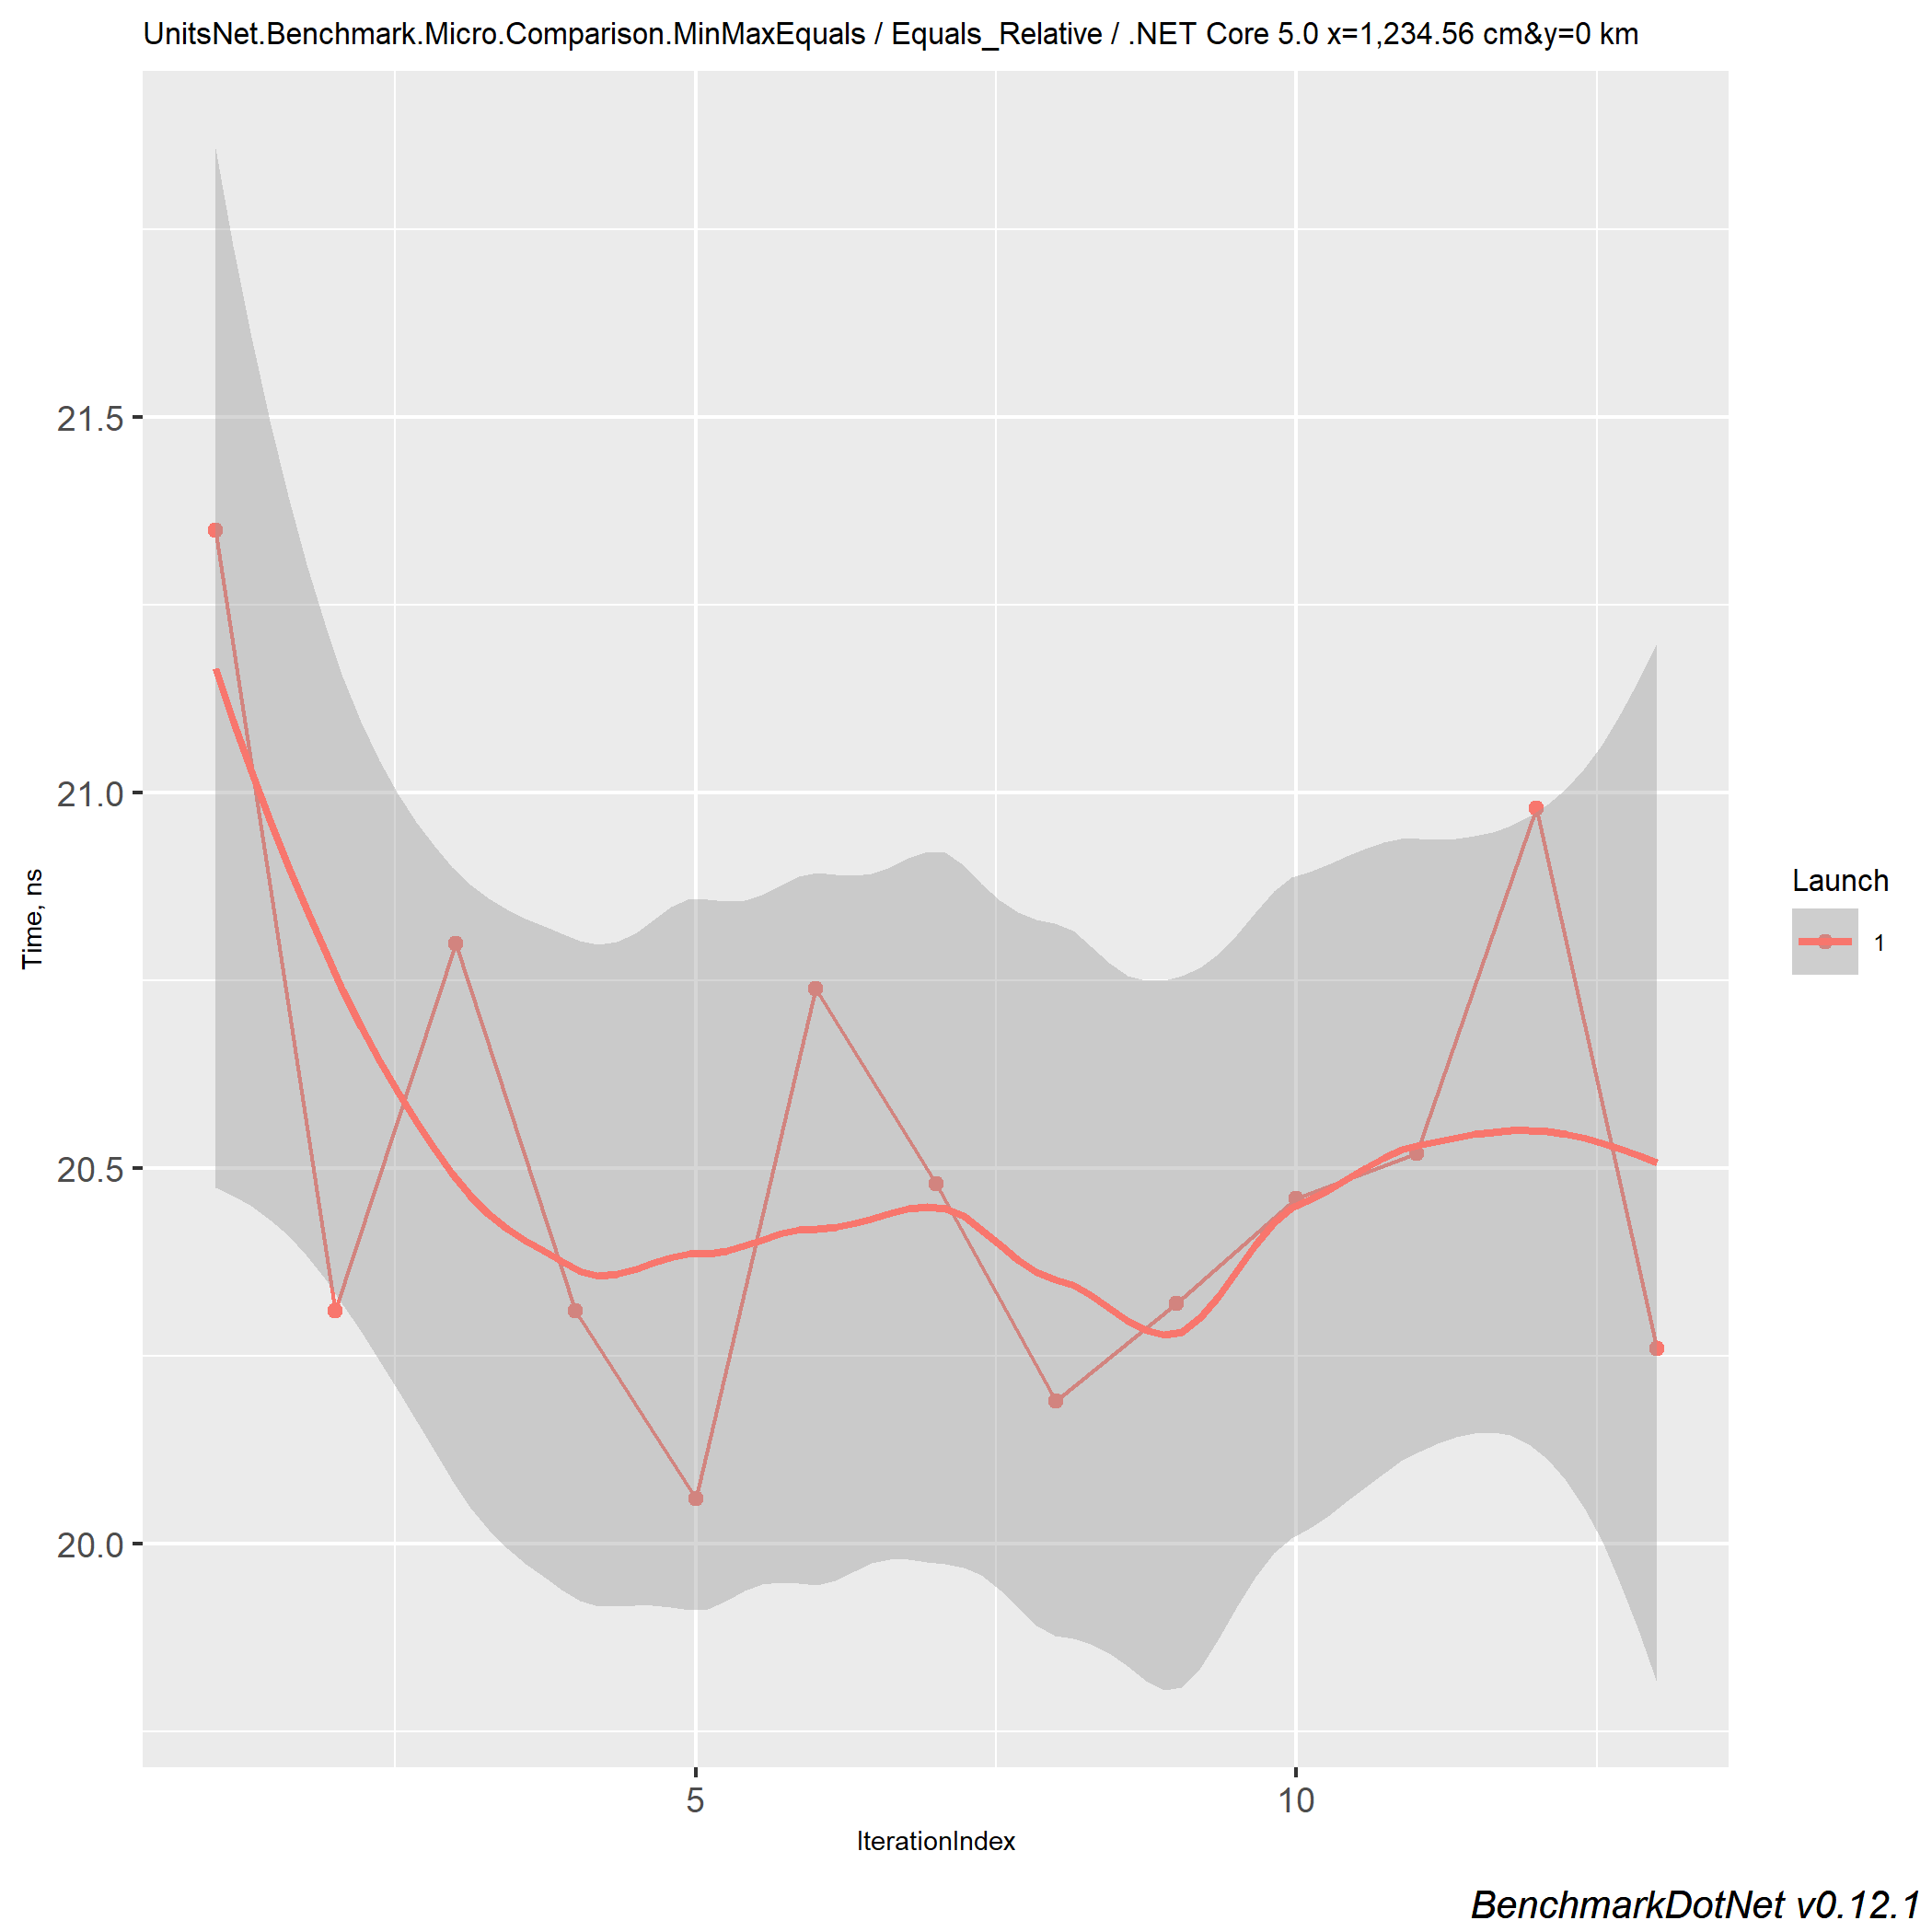 UnitsNet.Benchmark.Micro.Comparison.MinMaxEquals / Equals_Relative / .NET Core 5.0 x=1,234.56 cm&y=0 km
21.5
21.0
20.5
20.0
Time, ns
5
10
IterationIndex
Launch
1
BenchmarkDotNet v0.12.1